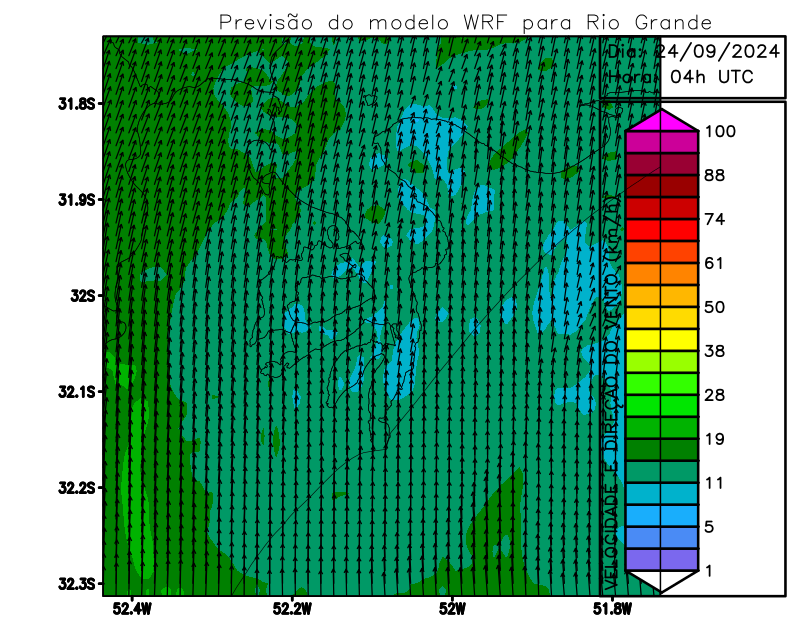 Previsão do modelo WRF para Rio Grande
Dia: 24/09/2024
Hora: 04h UTC
31.8S
31.9S
32S
32.1S
32.2S
32.3S
52.4W
52.2W
52W
51.8W
VELOCIDADE E DIREÇÃO DO VENTO (km/h)
100
88
74
61
50
38
28
19
11
5
1